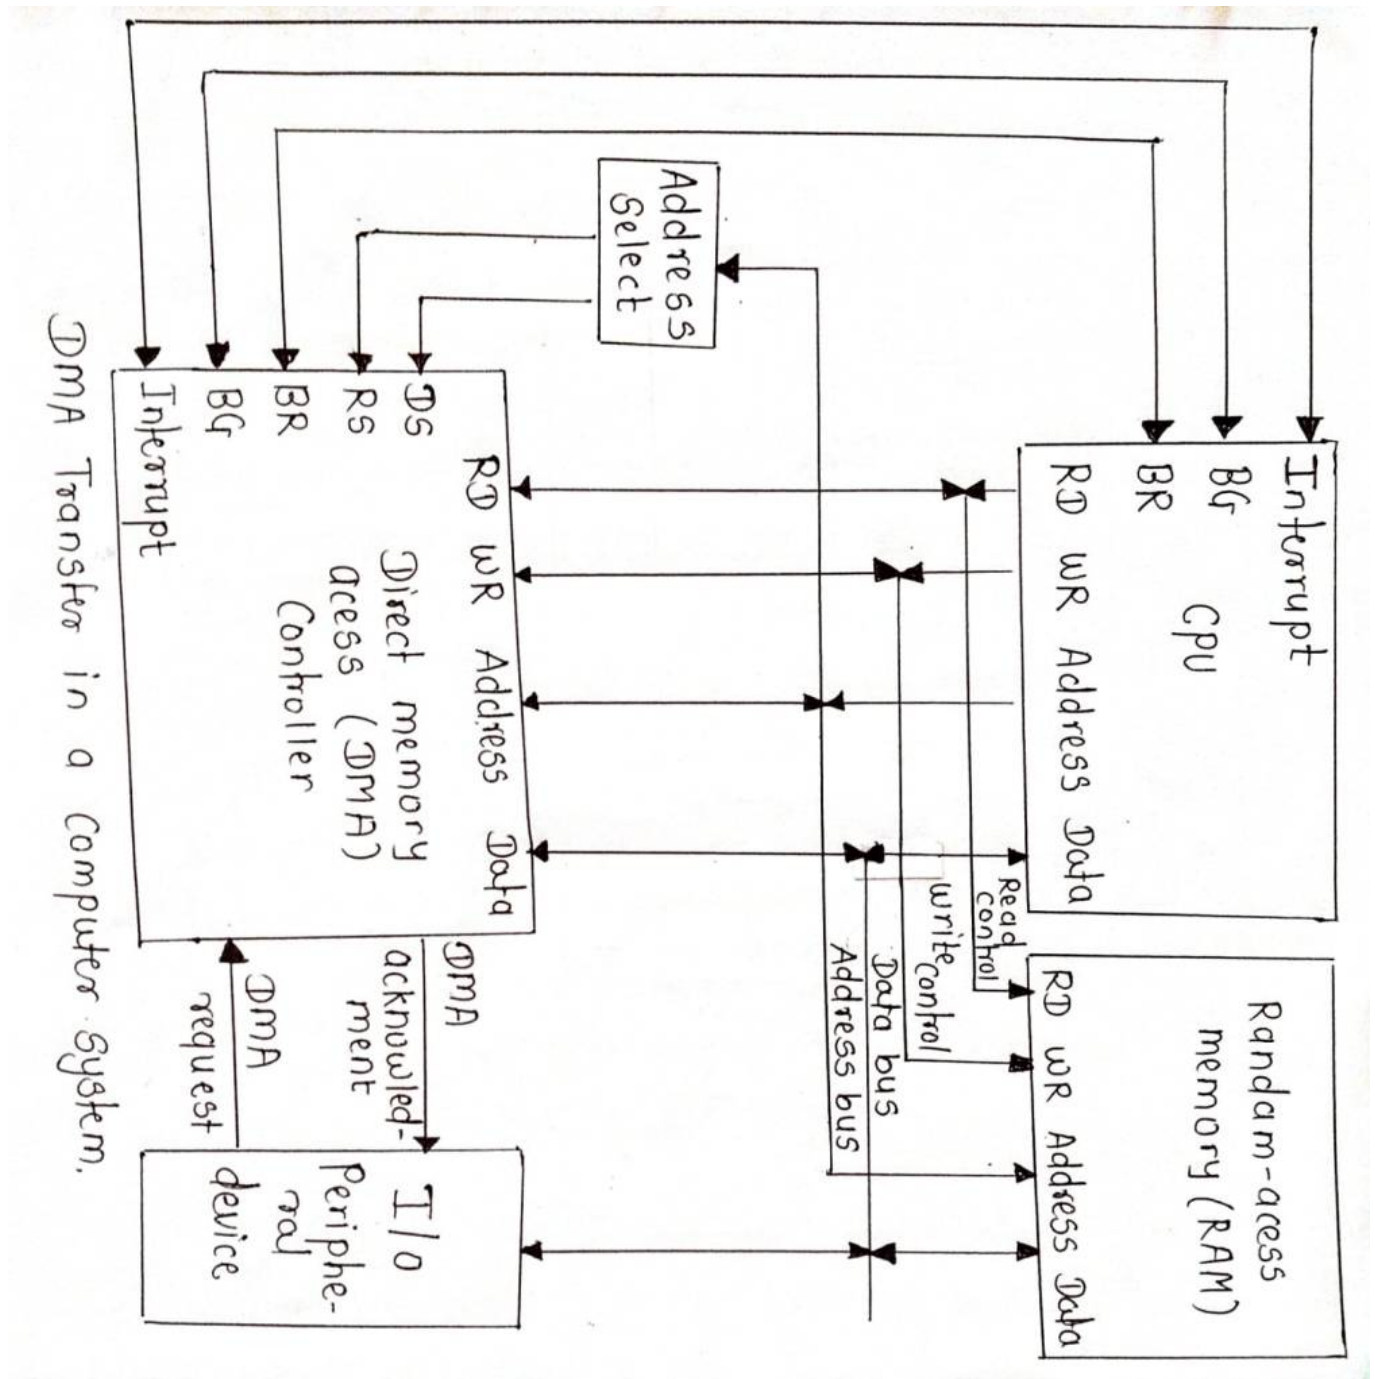 Interrupt
BG
CPU
BR
RD WR Address Data
Randam-acess
memory (RAM)
RD WR Address Data
Read
control
Write control
Data bus
Address bus
Address
Select
RD WR Address Data
DS
RS
BR
BG
Interrupt
Direct memory
acess (DMA)
Controller
DMA
acknowled-
ment
DMA
request
I/o
Periphe-
ral
device
DMA Transfer in a Computer System.